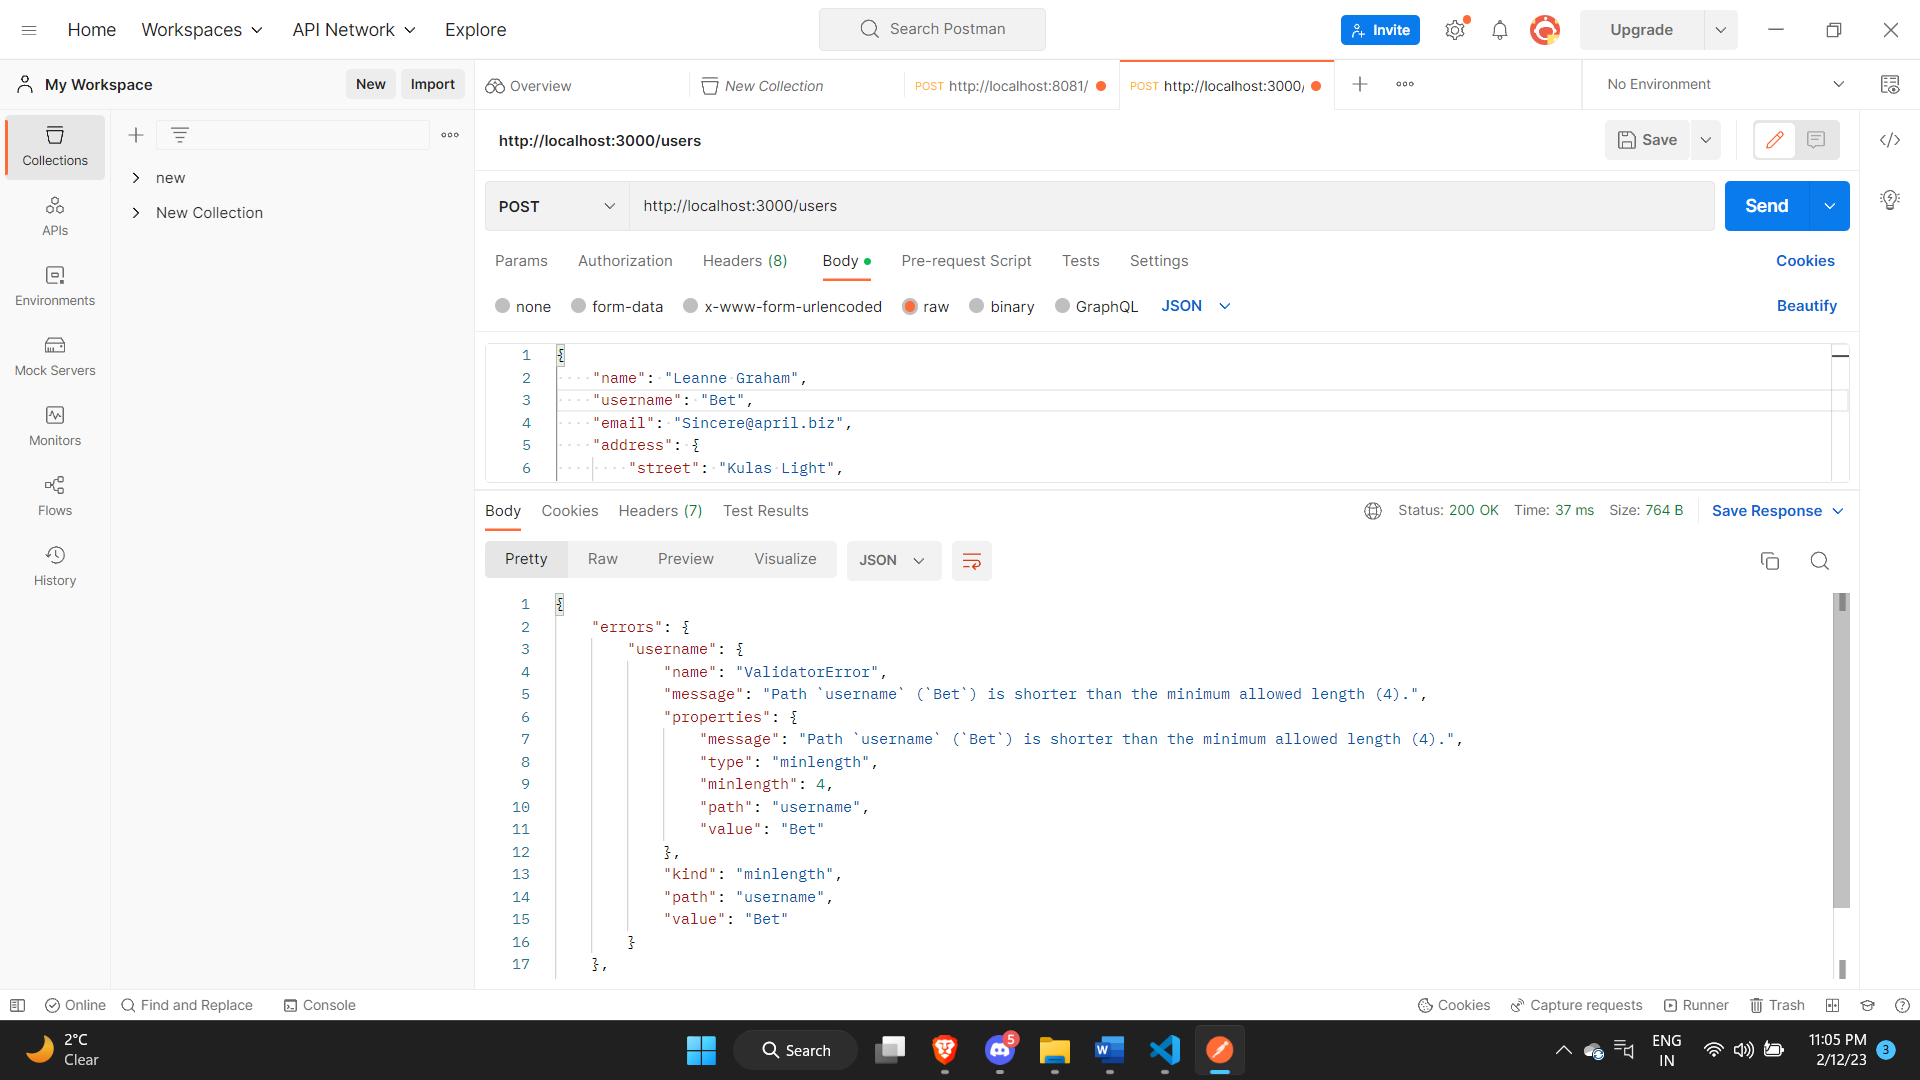 Home Workspaces API Network Explore Search Postman Invite Upgrade
My Workspace New Import Overview New Collection POST http://localhost:8081/ POST http://localhost:3000/ No Environment
Collections
APIs
Environments
Mock Servers
Monitors
Flows
History
new
New Collection
http://localhost:3000/users Save
POST http://localhost:3000/users Send
Params Authorization Headers (8) Body Pre-request Script Tests Settings Cookies
none form-data x-www-form-urlencoded raw binary GraphQL JSON Beautify
1 {
2 "name": "Leanne Graham",
3 "username": "Bet",
4 "email": "Sincere@april.biz",
5 "address": {
6 "street": "Kulas Light",
Body Cookies Headers (7) Test Results Status: 200 OK Time: 37 ms Size: 764 B Save Response
Pretty Raw Preview Visualize JSON
1 {
2 "errors": {
3 "username": {
4 "name": "ValidatorError",
5 "message": "Path `username` (`Bet`) is shorter than the minimum allowed length (4).",
6 "properties": {
7 "message": "Path `username` (`Bet`) is shorter than the minimum allowed length (4).",
8 "type": "minlength",
9 "minlength": 4,
10 "path": "username",
11 "value": "Bet"
12 },
13 "kind": "minlength",
14 "path": "username",
15 "value": "Bet"
16 }
17 },
Online Find and Replace Console Cookies Capture requests Runner Trash
2°C
Clear
Search
5
W
ENG
IN
11:05 PM
2/12/23
3